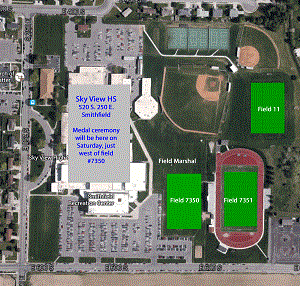 Sky View HS
520 S. 250 E.
Smithfield
Medal ceremony
will be here on
Saturday, just
west of field
#7350
Field 11
Field Marshal
Field 7350
Field 7351
Sky View
Smithfield
Recreation Center